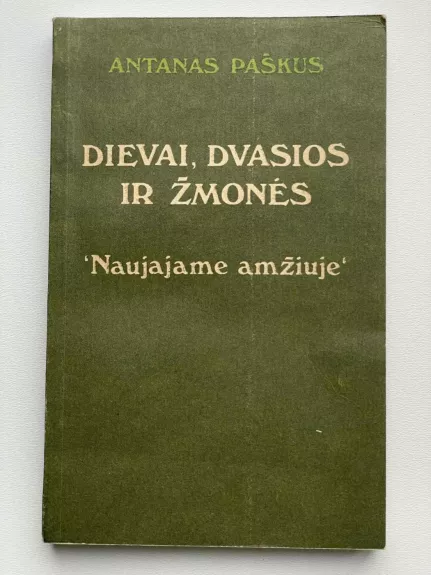 ANTANAS PAŠKUS
DIEVAI, DVASIOS
IR ŽMONĖS
‘Naujajame amžiuje‘